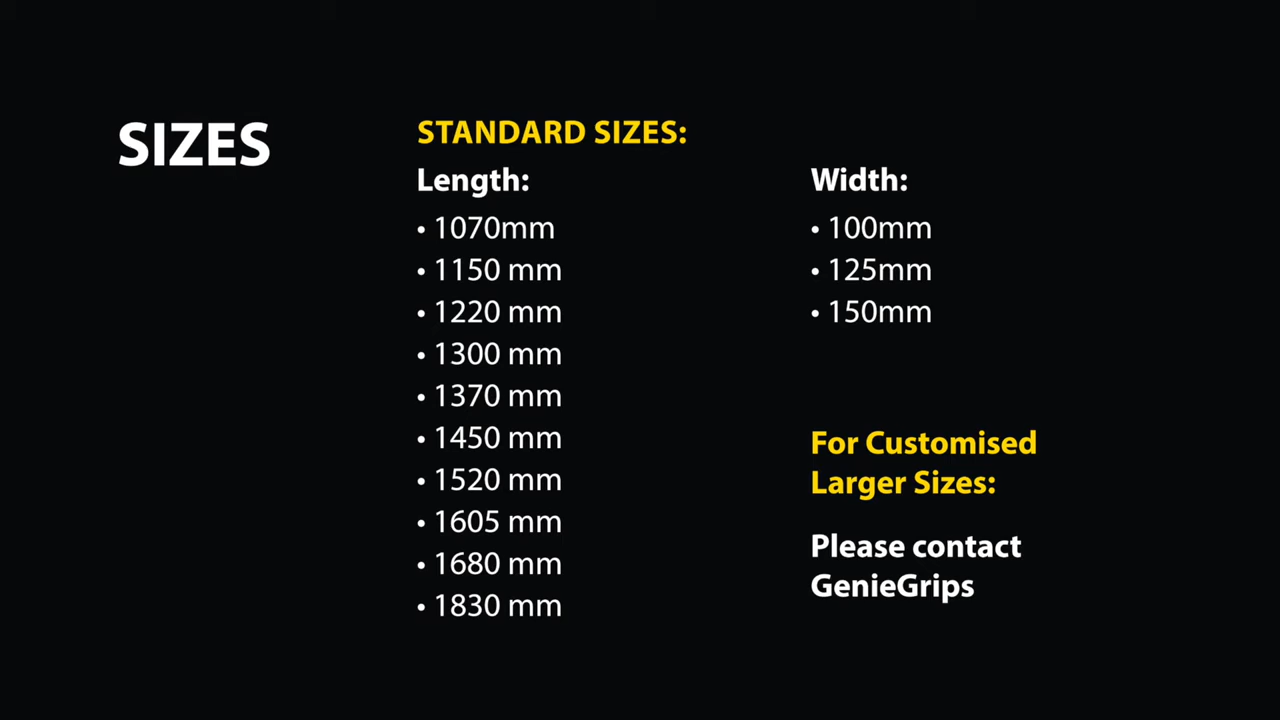 SIZES
STANDARD SIZES:
Length:
• 1070mm
• 1150 mm
• 1220 mm
• 1300 mm
• 1370 mm
• 1450 mm
• 1520 mm
• 1605 mm
• 1680 mm
• 1830 mm
Width:
• 100mm
• 125mm
• 150mm
For Customised
Larger Sizes:
Please contact
GenieGrips